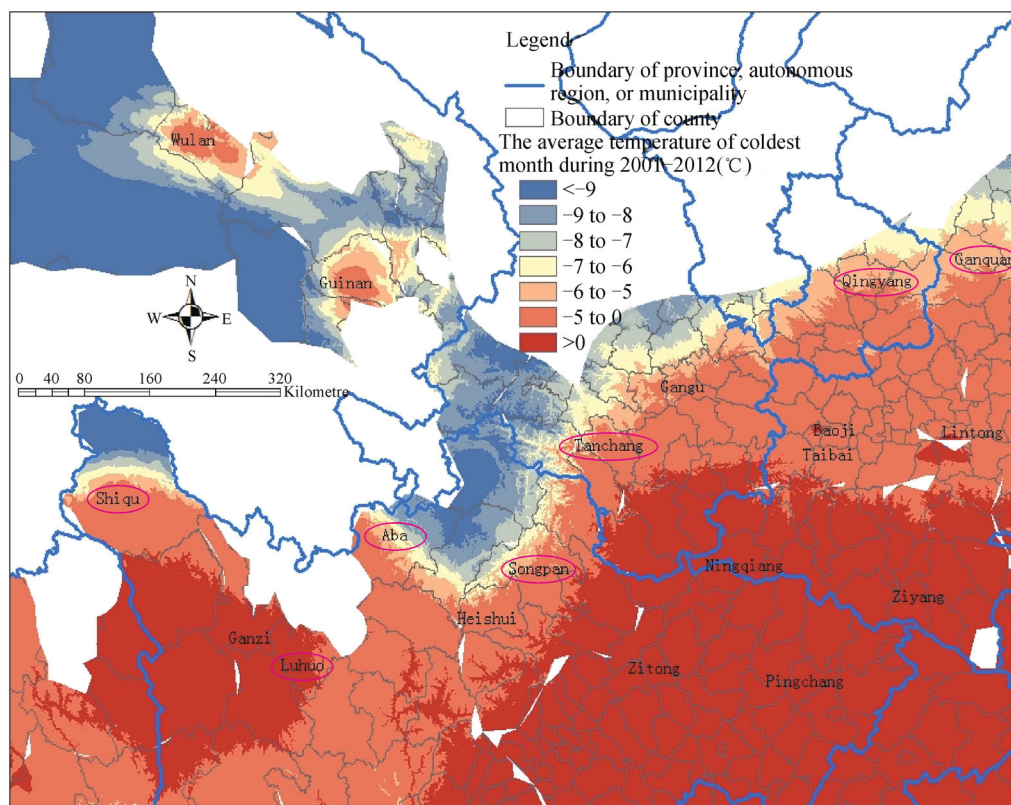 Legend
Boundary of province, autonomous
region, or municipality
Boundary of county
The average temperature of coldest
month during 2001–2012(℃)
<−9
−9 to −8
−8 to −7
−7 to −6
−6 to −5
−5 to 0
>0
Wulan
Guinan
Qingyang
Ganquan
N
W E
S
0 80 160 240 320
Kilometre
Gangu
Tanchang
Baoji
Lintong
Taibai
Shiqu
Aba
Songpan
Ningqiang
Ziyang
Heishui
Ganzi
Luhuo
Zitong
Pingchang